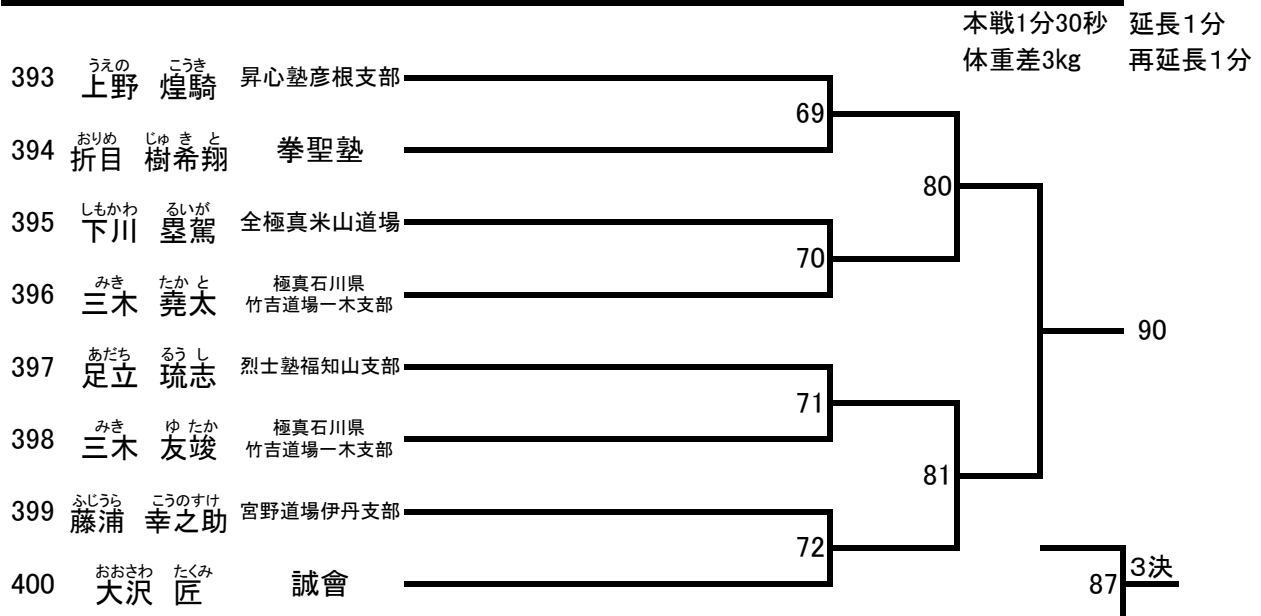 本戦1分30秒 延長１分
体重差3kg 再延長１分
うえの こうき
393 上野 煌騎 昇心塾彦根支部
69
おりめ じゅきと
394 折目 樹希翔 拳聖塾
80
しもかわ るいが
395 下川 塁駕 全極真米山道場
70
みき たかと
極真石川県
396 三木 堯太 竹吉道場一木支部
90
あだち るうし
397 足立 琉志 烈士塾福知山支部
71
みき ゆたか
極真石川県
398 三木 友竣 竹吉道場一木支部
81
ふじうら こうのすけ
399 藤浦 幸之助 宮野道場伊丹支部
72
おおさわ たくみ
400 大沢 匠 誠會
87 ３決